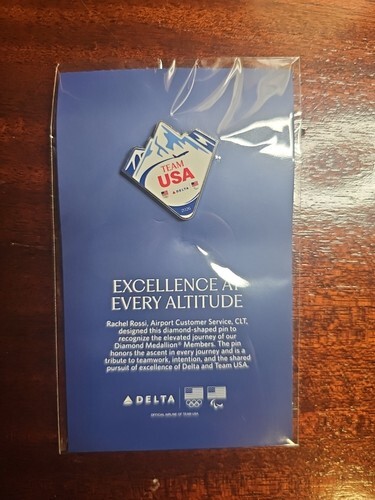 TEAM
USA
DELTA
2026
EXCELLENCE AT
EVERY ALTITUDE
Rachel Rossi, Airport Customer Service, CLT,
designed this diamond-shaped pin to
recognize the elevated journey of our
Diamond Medallion® Members. The pin
honors the ascent in every journey and is a
tribute to teamwork, intention, and the shared
pursuit of excellence of Delta and Team USA.
DELTA
OFFICIAL AIRLINE OF TEAM USA